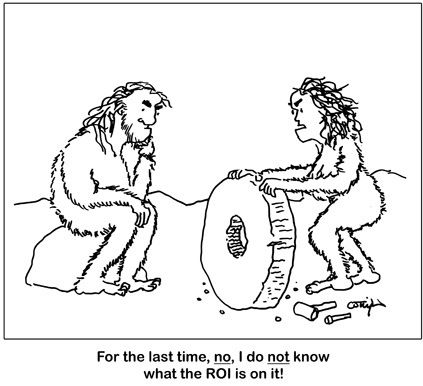 For the last time, no, I do not know
what the ROI is on it!